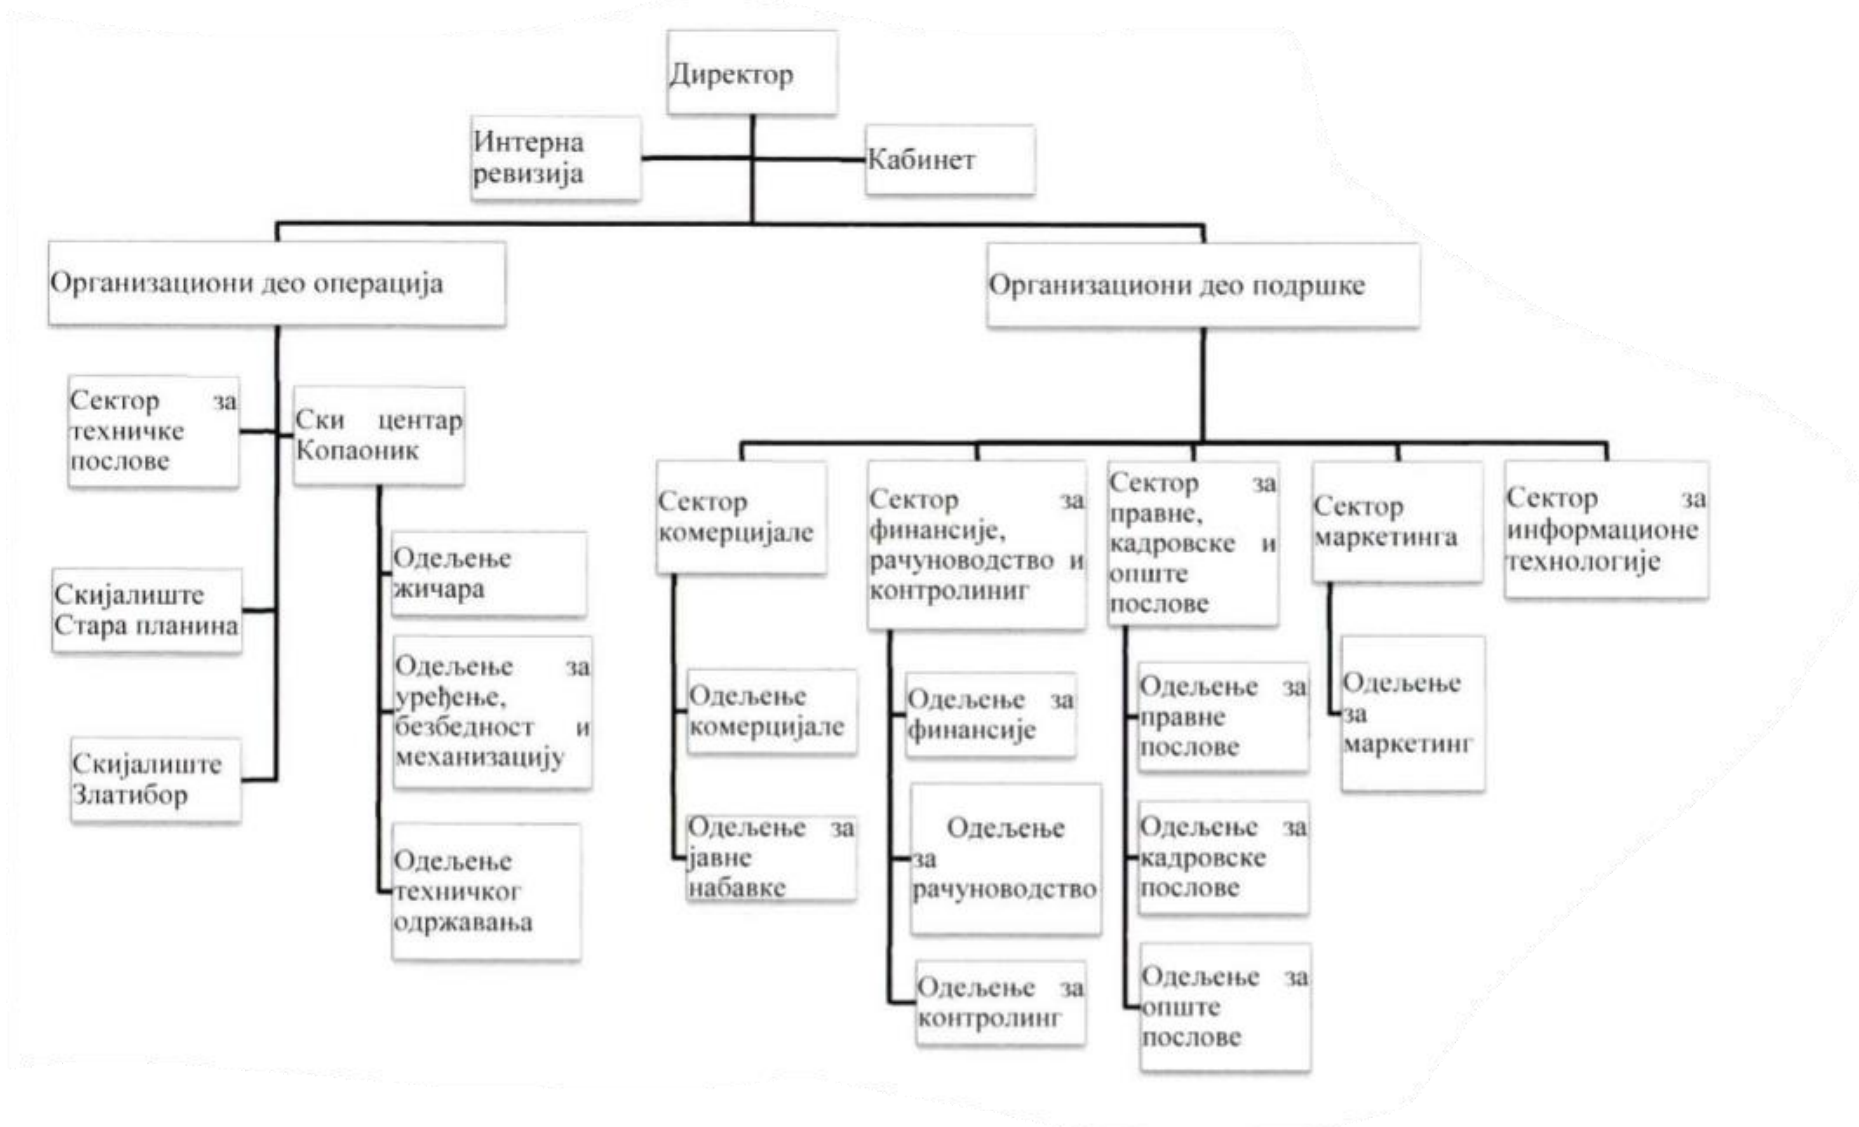 Директор
Интерна
ревизија
Кабинет
Организациони део операција
Организациони део подршке
Сектор за
техничке
послове
Ски центар
Копаоник
Скијалиште
Стара планина
Скијалиште
Златибор
Одељење
жичара
Одељење за
уређење,
безбедност и
механизацију
Одељење
техничког
одржавања
Сектор
комерцијале
Одељење
комерцијале
Одељење за
јавне
набавке
Сектор за
финансије,
рачуноводство и
контролиниг
Одељење за
финансије
Одељење
за
рачуноводство
Одељење за
контролинг
Сектор за
правне,
кадровске и
опште
послове
Одељење за
правне
послове
Одељење за
кадровске
послове
Одељење за
опште
послове
Сектор
маркетинга
Одељење
за
маркетинг
Сектор за
информационе
технологије